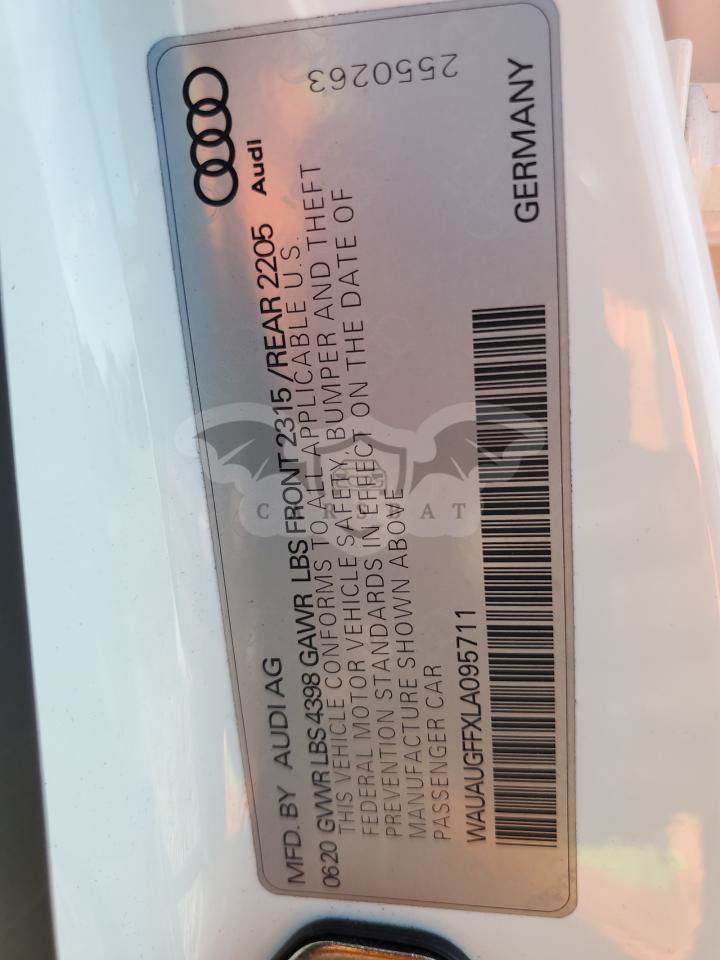 MFD. BY AUDI AG
0620 GVWR LBS 4398 GAWR LBS FRONT 2315 /REAR 2205
THIS VEHICLE CONFORMS TO ALL APPLICABLE U.S.
FEDERAL MOTOR VEHICLE SAFETY, BUMPER AND THEFT
PREVENTION STANDARDS IN EFFECT ON THE DATE OF
MANUFACTURE SHOWN ABOVE
PASSENGER CAR
WAUAUGFFXLA095711
Audi
2550263
GERMANY
CARSBAT